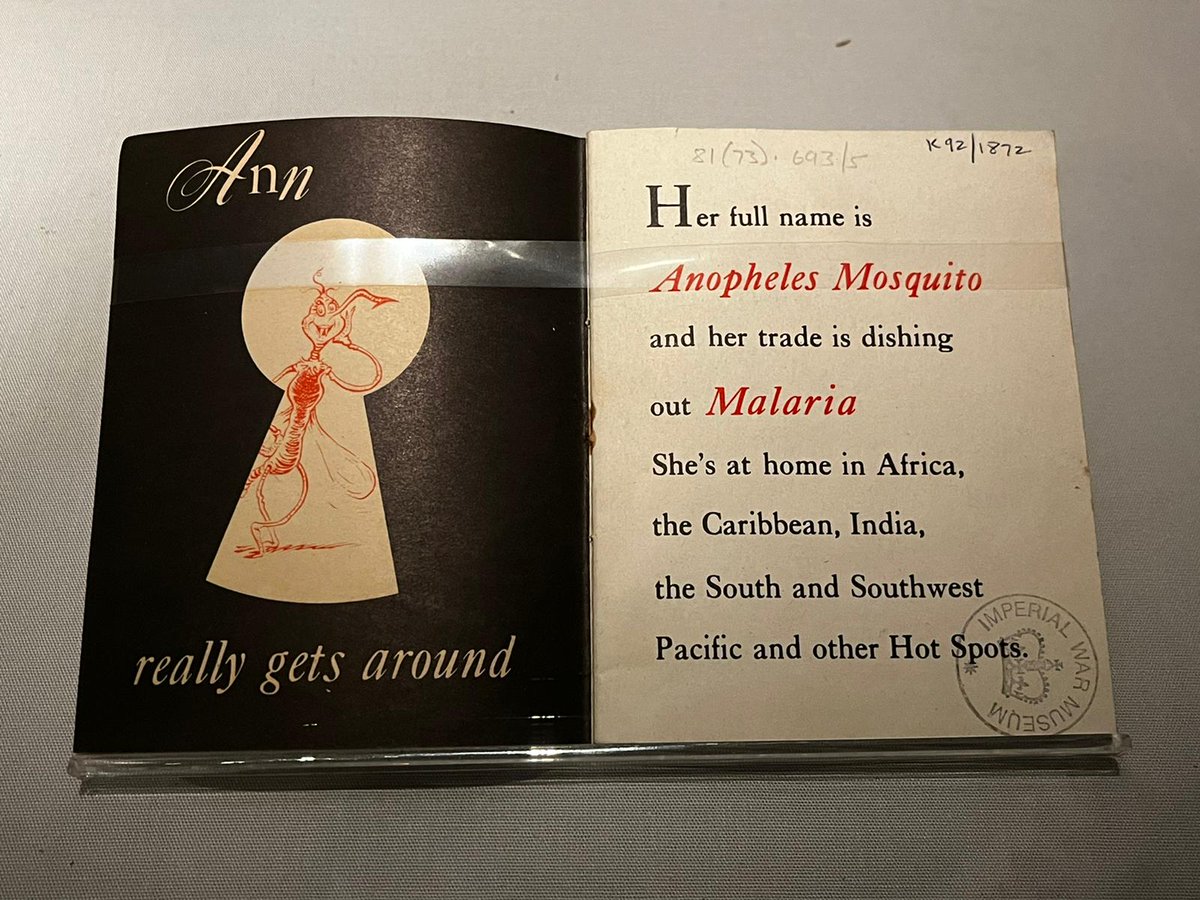 Ann
really gets around
81(73). 693/5
K92/1872
Her full name is
Anopheles Mosquito
and her trade is dishing
out Malaria
She's at home in Africa,
the Caribbean, India,
the South and Southwest
Pacific and other Hot Spots.
IMPERIAL WAR MUSEUM